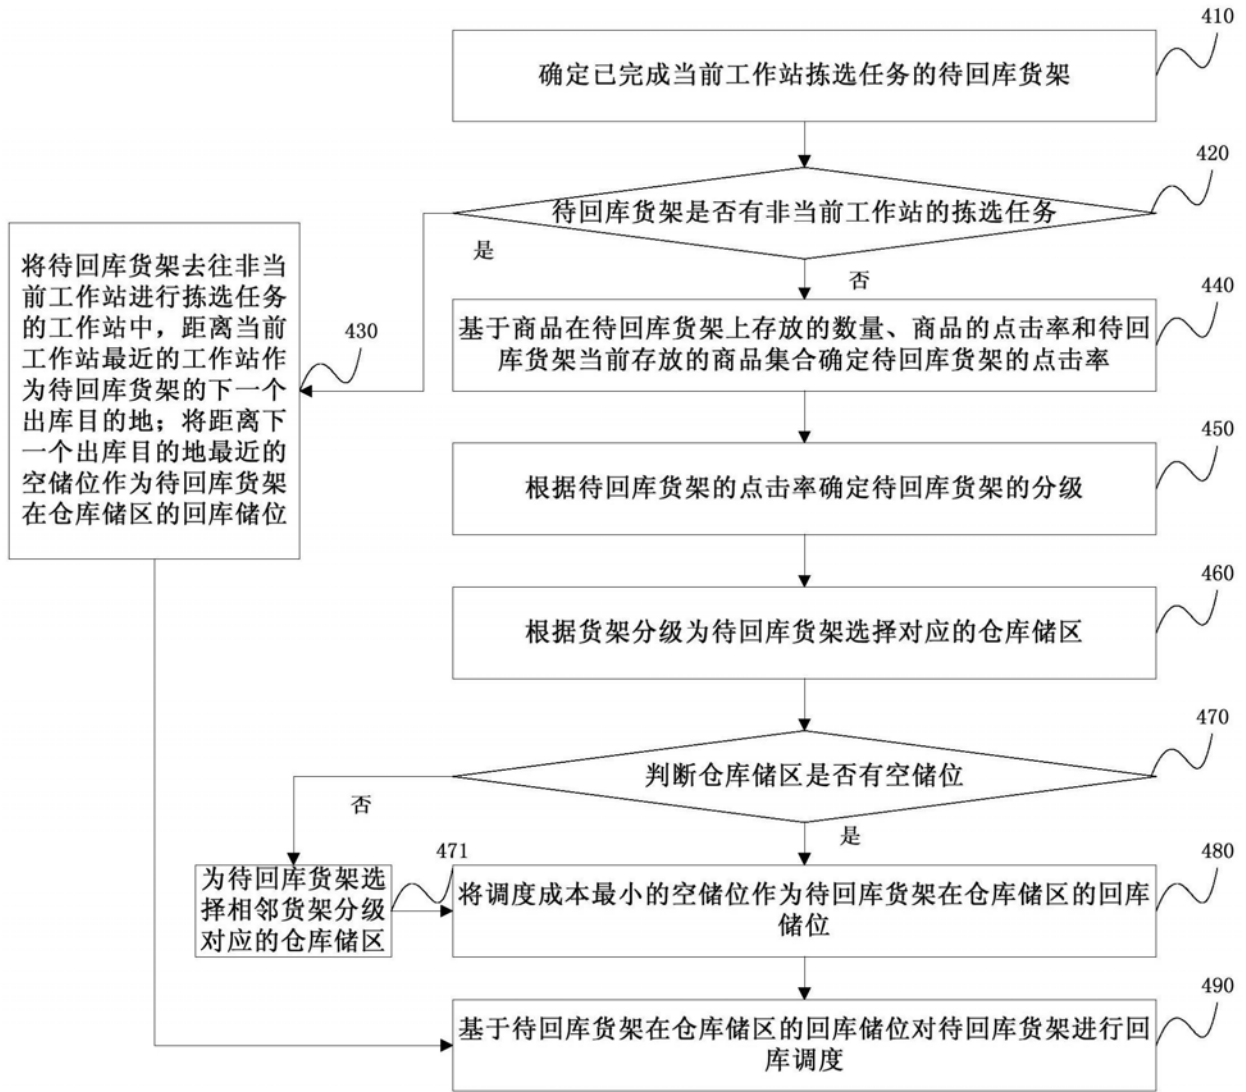 410
确定已完成当前工作站拣选任务的待回库货架
420
待回库货架是否有非当前工作站的拣选任务
是
否
将待回库货架去往非当
前工作站进行拣选任务
的工作站中，距离当前
工作站最近的工作站作
为待回库货架的下一个
出库目的地；将距离下
一个出库目的地最近的
空储位作为待回库货架
在仓库储区的回库储位
430
440
基于商品在待回库货架上存放的数量、商品的点击率和待回
库货架当前存放的商品集合确定待回库货架的点击率
450
根据待回库货架的点击率确定待回库货架的分级
460
根据货架分级为待回库货架选择对应的仓库储区
470
判断仓库储区是否有空储位
否
是
为待回库货架选
择相邻货架分级
对应的仓库储区
471
480
将调度成本最小的空储位作为待回库货架在仓库储区的回库
储位
490
基于待回库货架在仓库储区的回库储位对待回库货架进行回
库调度